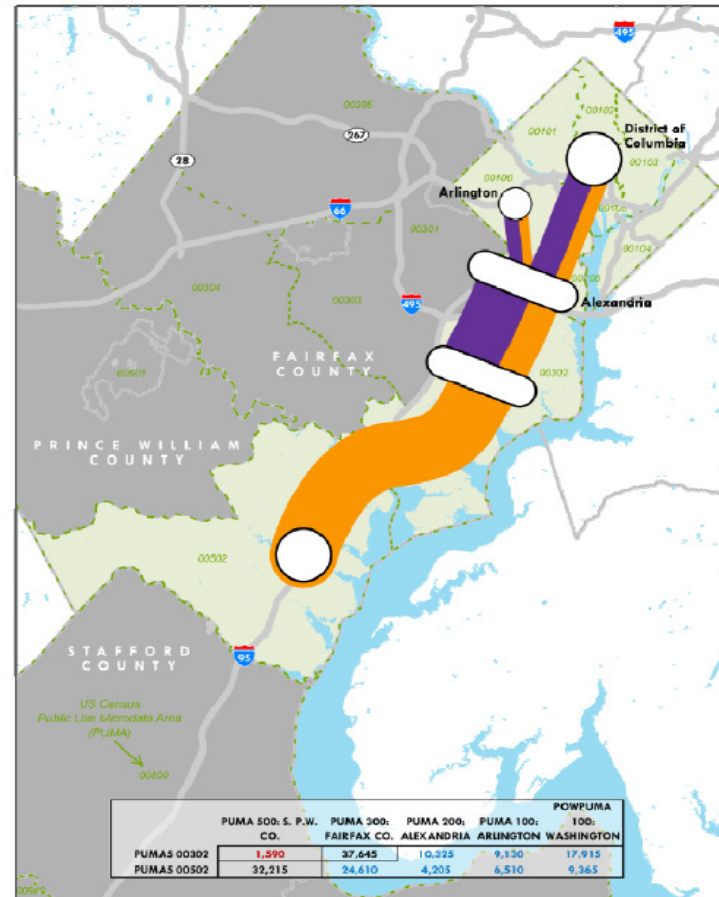 495
00305
00102
00101
District of
Columbia
267
00103
28
Arlington
00100
00105
66
00301
00104
00304
00303
495
00200
Alexandria
FAIRFAX
COUNTY
00302
00501
PRINCE WILLIAM
COUNTY
00502
STAFFORD
COUNTY
95
US Census
Public Use Microdata Area
(PUMA)
00800
POWPUMA
PUMA 500: S. P.W. PUMA 300: PUMA 200: PUMA 100: 100:
CO. FAIRFAX CO. ALEXANDRIA ARLINGTON WASHINGTON
PUMA5 00302 1,590 37,645 10,325 9,130 17,915
PUMA5 00502 32,215 24,610 4,205 6,510 9,365